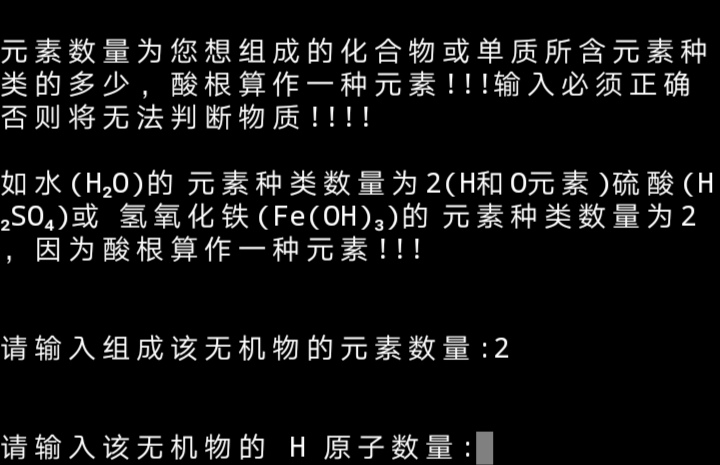 元素数量为您想组成的化合物或单质所含元素种
类的多少，酸根算作一种元素!!!输入必须正确
否则将无法判断物质!!!!
如水(H₂O)的 元素种类数量为2(H和O元素)硫酸(H
₂SO₄)或 氢氧化铁(Fe(OH)₃)的 元素种类数量为2
，因为酸根算作一种元素!!!
请输入组成该无机物的元素数量:2
请输入该无机物的 H 原子数量: